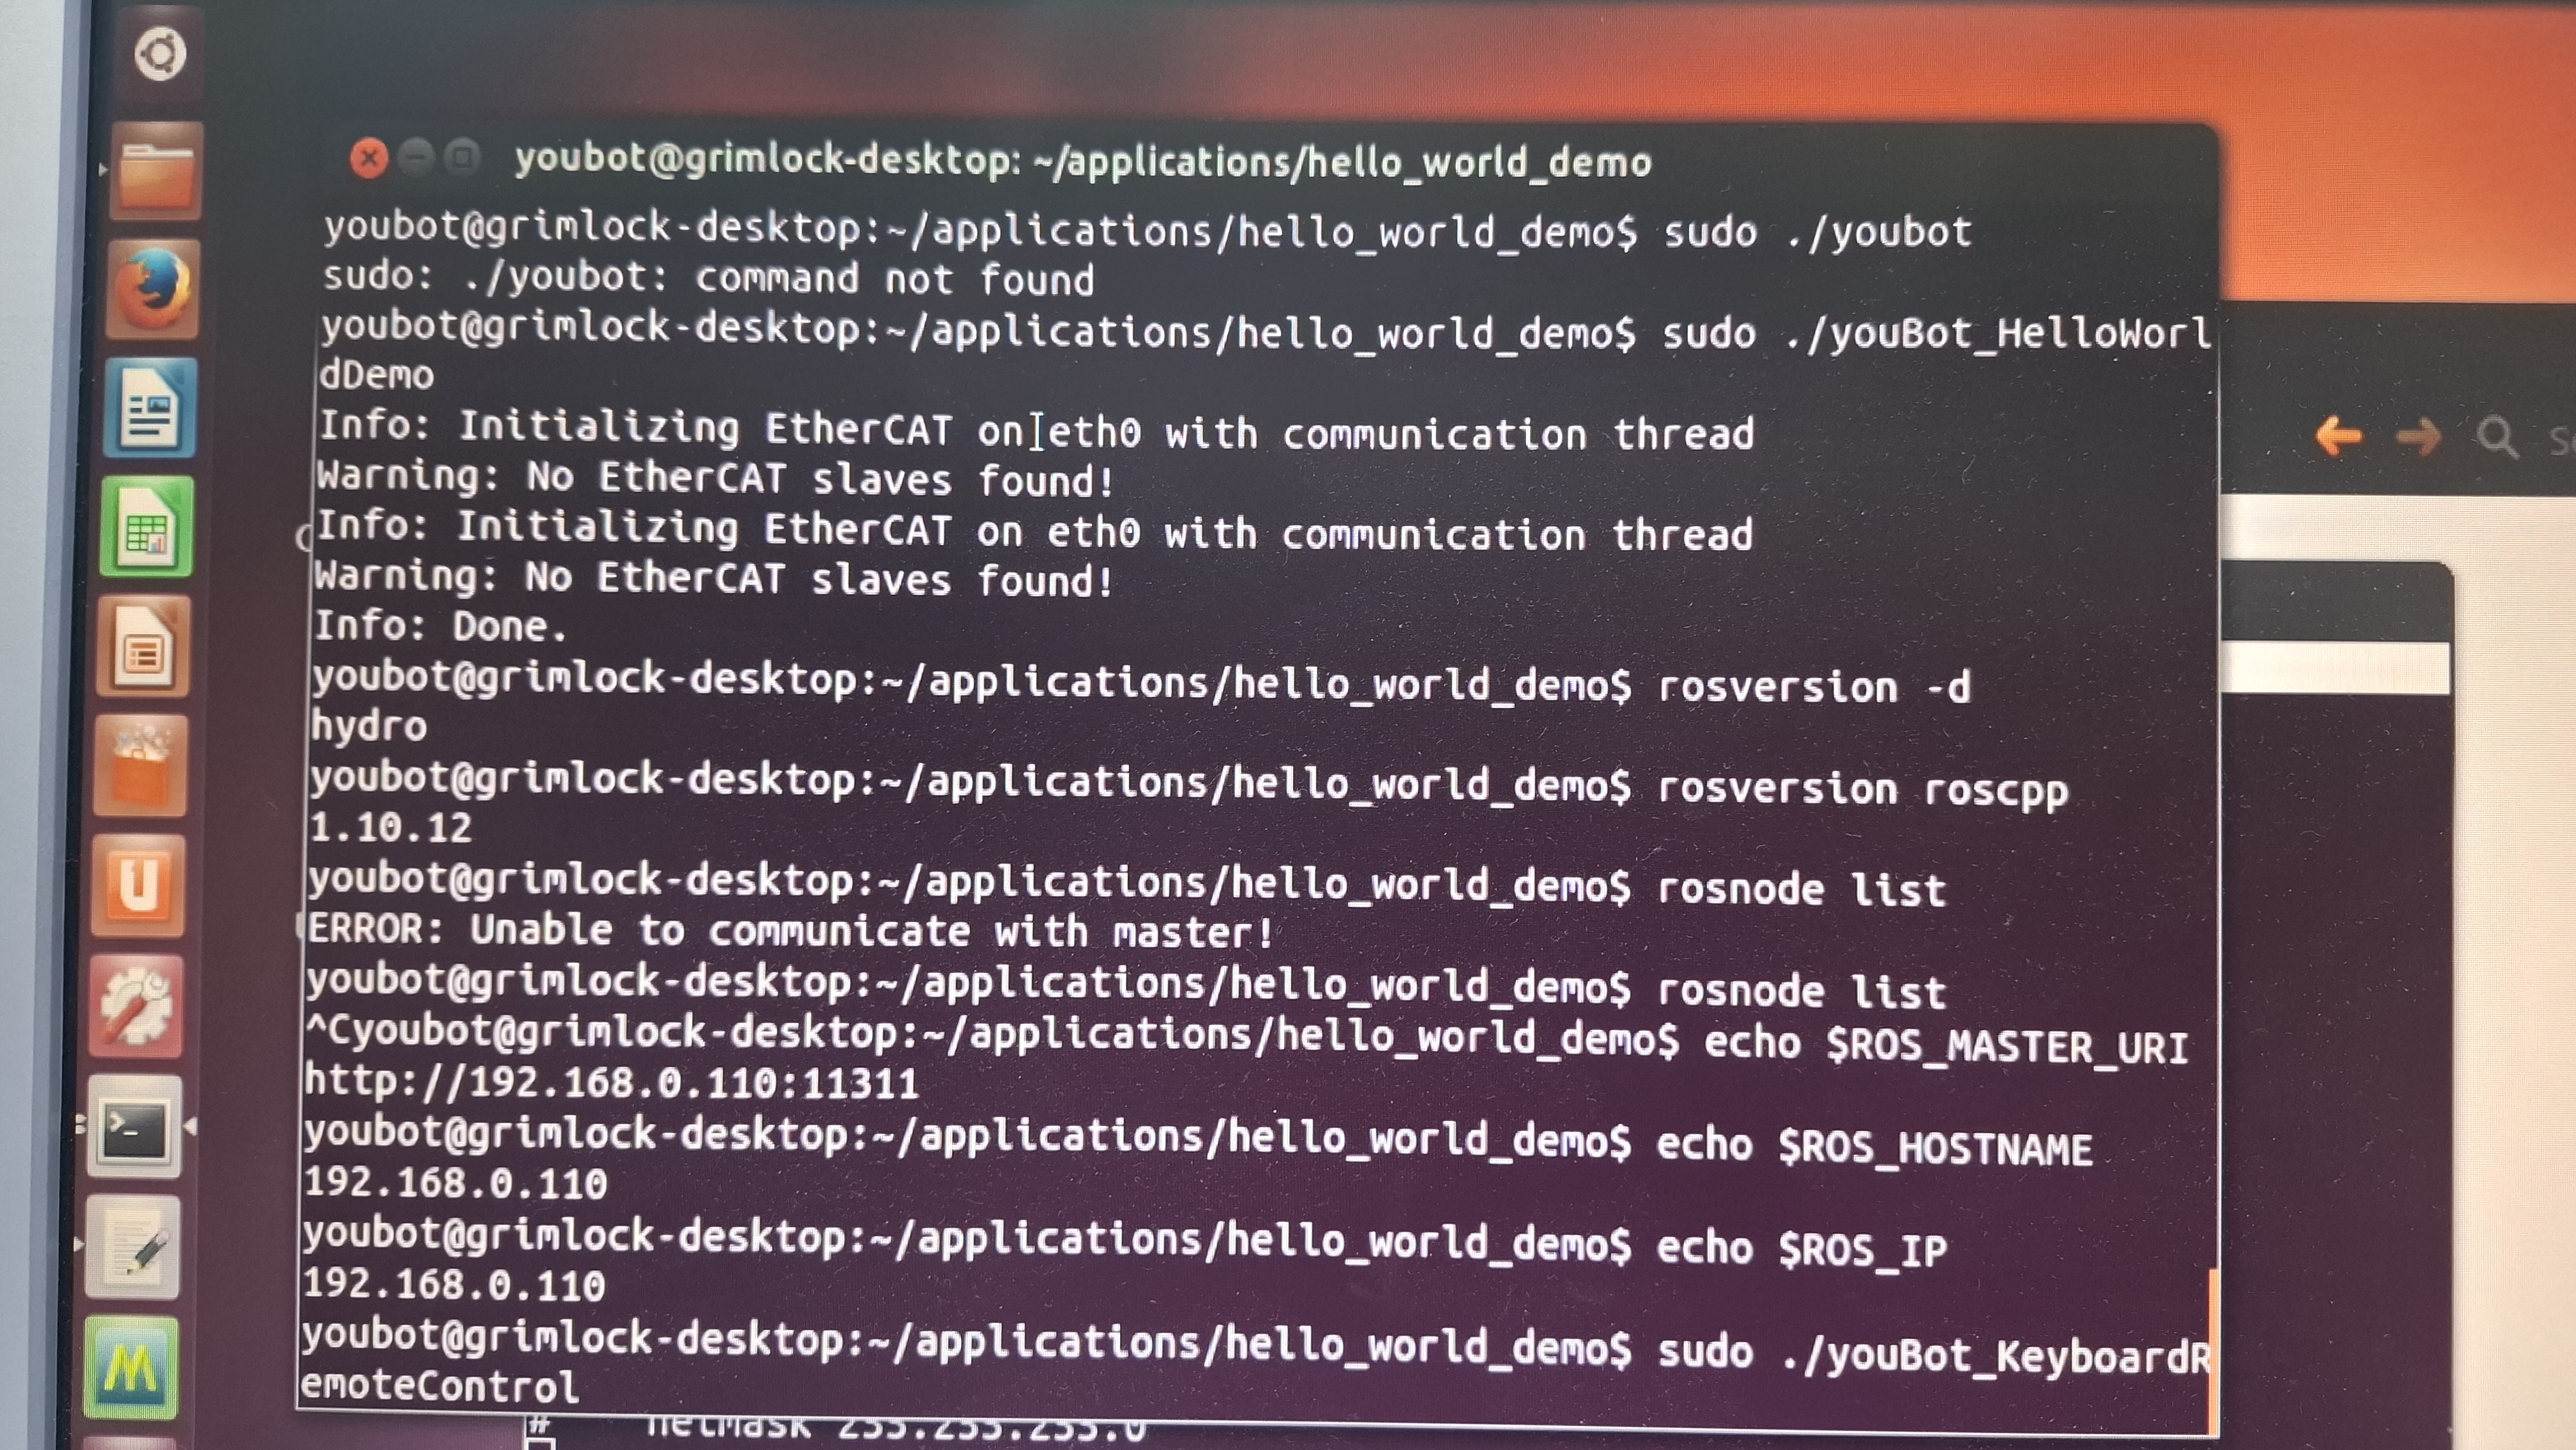 youbot@grimlock-desktop: ~/applications/hello_world_demo
youbot@grimlock-desktop:~/applications/hello_world_demo$ sudo ./youbot
sudo: ./youbot: command not found
youbot@grimlock-desktop:~/applications/hello_world_demo$ sudo ./youBot_HelloWorl
dDemo
Info: Initializing EtherCAT on eth0 with communication thread
Warning: No EtherCAT slaves found!
Info: Initializing EtherCAT on eth0 with communication thread
Warning: No EtherCAT slaves found!
Info: Done.
youbot@grimlock-desktop:~/applications/hello_world_demo$ rosversion -d
hydro
youbot@grimlock-desktop:~/applications/hello_world_demo$ rosversion roscpp
1.10.12
youbot@grimlock-desktop:~/applications/hello_world_demo$ rosnode list
ERROR: Unable to communicate with master!
youbot@grimlock-desktop:~/applications/hello_world_demo$ rosnode list
^Cyoubot@grimlock-desktop:~/applications/hello_world_demo$ echo $ROS_MASTER_URI
http://192.168.0.110:11311
youbot@grimlock-desktop:~/applications/hello_world_demo$ echo $ROS_HOSTNAME
192.168.0.110
youbot@grimlock-desktop:~/applications/hello_world_demo$ echo $ROS_IP
192.168.0.110
youbot@grimlock-desktop:~/applications/hello_world_demo$ sudo ./youBot_KeyboardR
emoteControl
# netmask 255.255.255.0